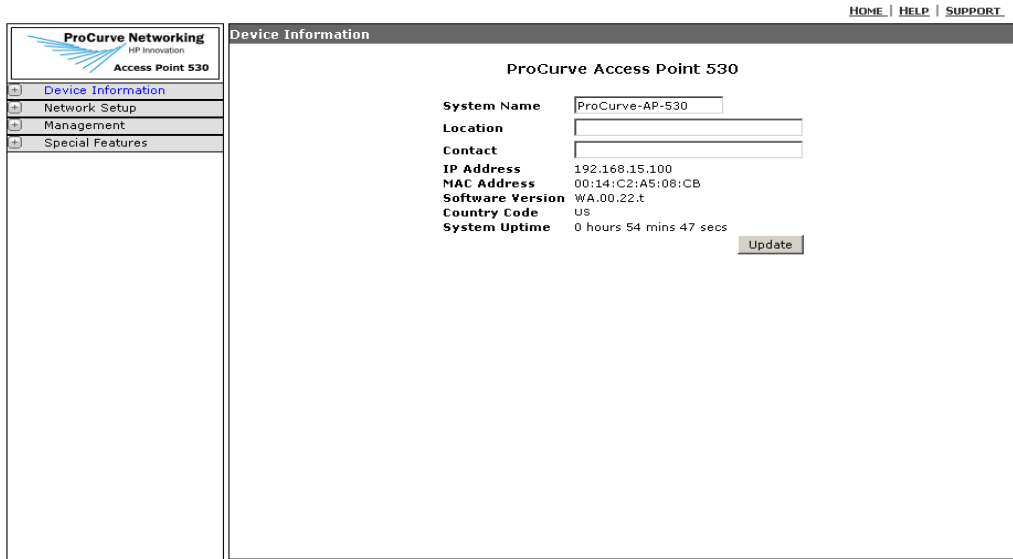 HOME | HELP | SUPPORT
ProCurve Networking
HP Innovation
Access Point 530
Device Information
Network Setup
Management
Special Features
Device Information
ProCurve Access Point 530
System Name ProCurve-AP-530
Location
Contact
IP Address 192.168.15.100
MAC Address 00:14:C2:A5:08:CB
Software Version WA.00.22.t
Country Code US
System Uptime 0 hours 54 mins 47 secs
Update